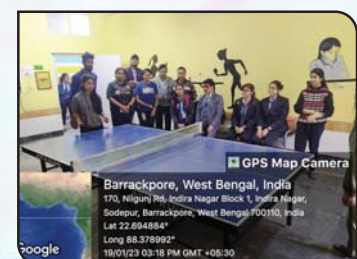 GPS Map Camera
Barrackpore, West Bengal, India
170, Nilgunj Rd, Indira Nagar Block 1, Indira Nagar,
Sodepur, Barrackpore, West Bengal 700110, India
Lat 22.694884°
Long 88.378992°
19/01/23 03:18 PM GMT +05:30
Google